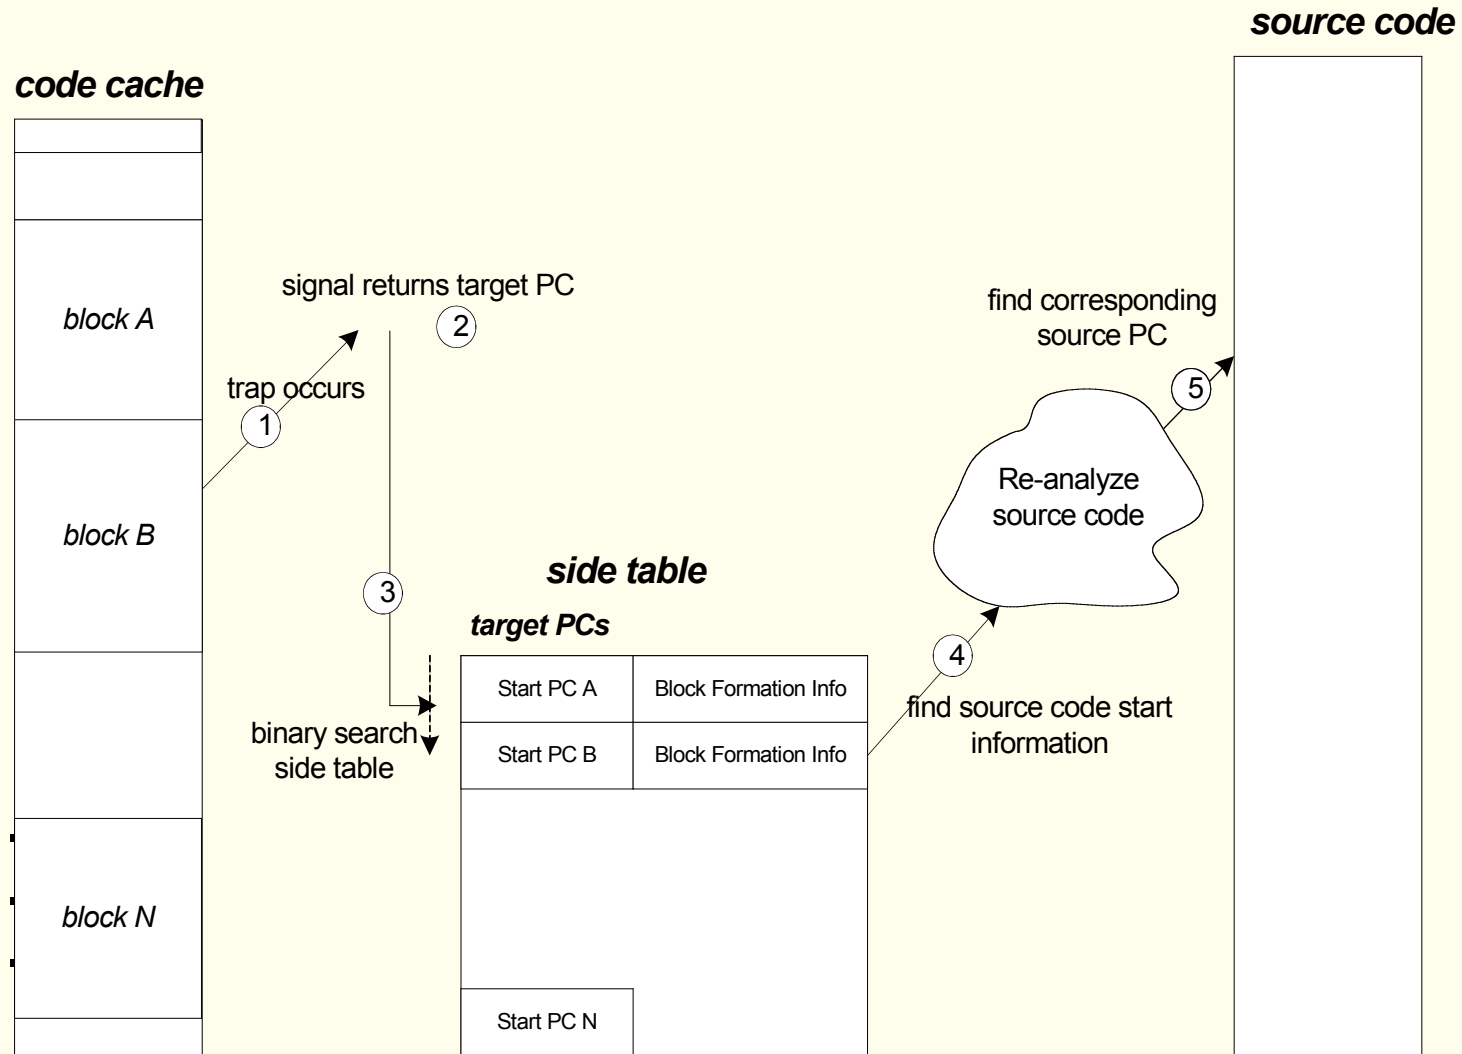 source code
code cache
block A
block B
block N
signal returns target PC
2
trap occurs
1
3
binary search
side table
side table
target PCs
Start PC A
Block Formation Info
Start PC B
Block Formation Info
Start PC N
4
find source code start
information
Re-analyze
source code
5
find corresponding
source PC